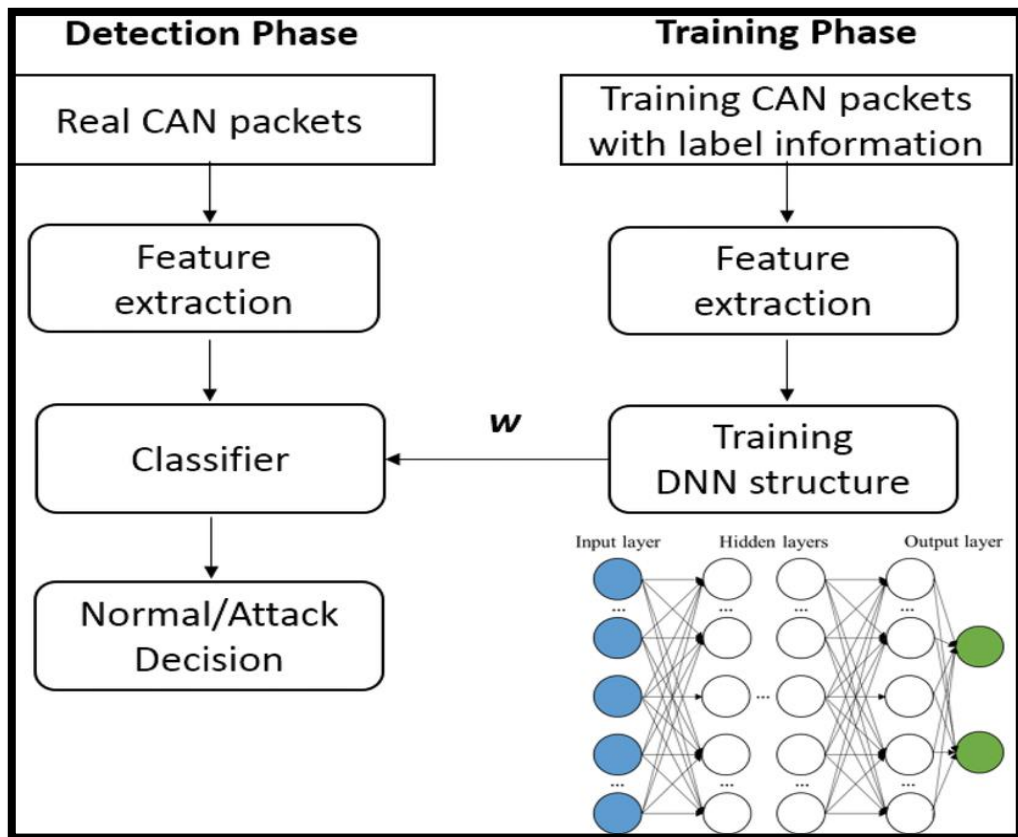 Detection Phase
Real CAN packets
Feature
extraction
Classifier
Normal/Attack
Decision
Training Phase
Training CAN packets
with label information
Feature
extraction
w
Training
DNN structure
Input layer
Hidden layers
Output layer
...
...
...
...
...
...
...
...
...